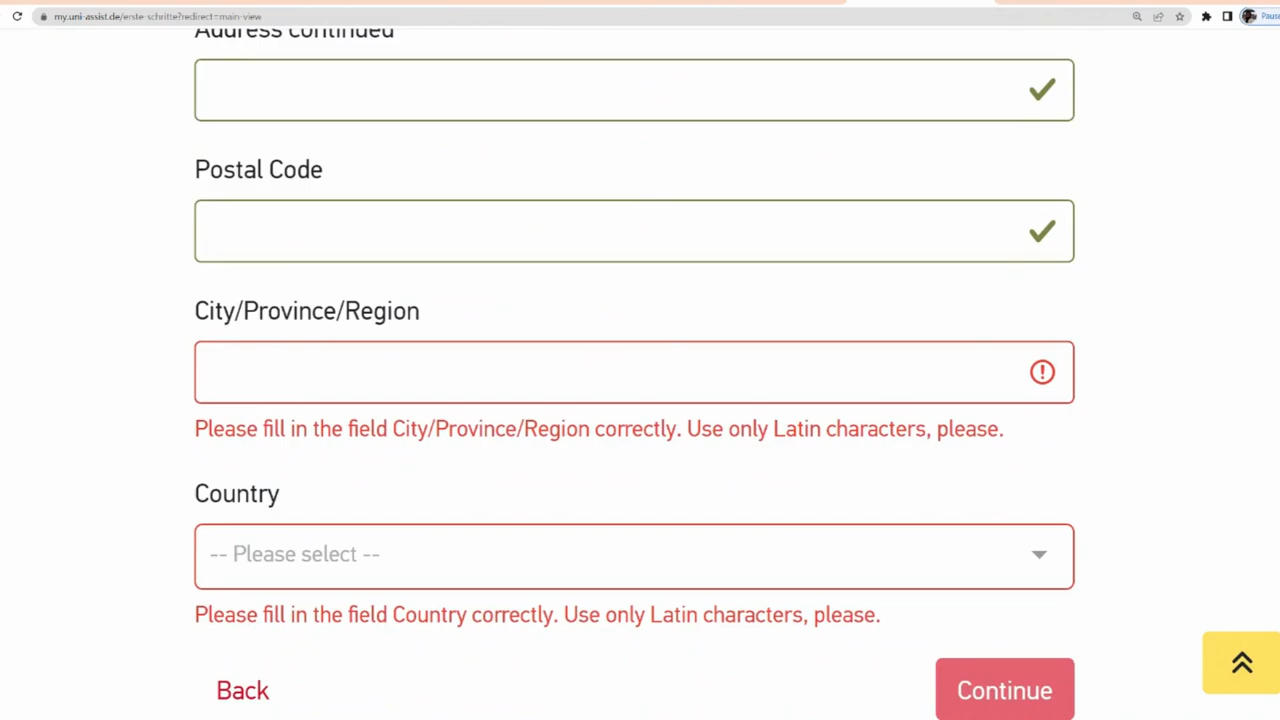 my.uni-assist.de/erste-schritte?redirect=main-view
Pause
Address continued
Postal Code
City/Province/Region
Please fill in the field City/Province/Region correctly. Use only Latin characters, please.
Country
-- Please select --
Please fill in the field Country correctly. Use only Latin characters, please.
Back
Continue